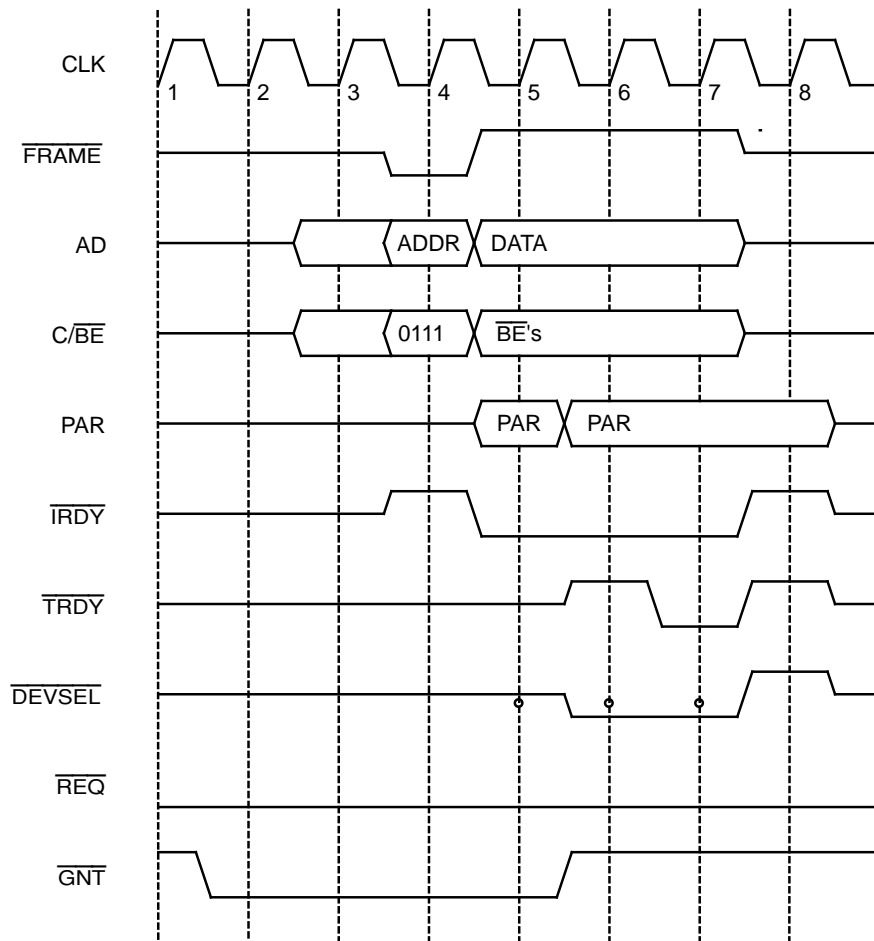 CLK
1 2 3 4 5 6 7 8
FRAME
AD ADDR DATA
C/BE 0111 BE's
PAR PAR PAR
IRDY
TRDY
DEVSEL
REQ
GNT